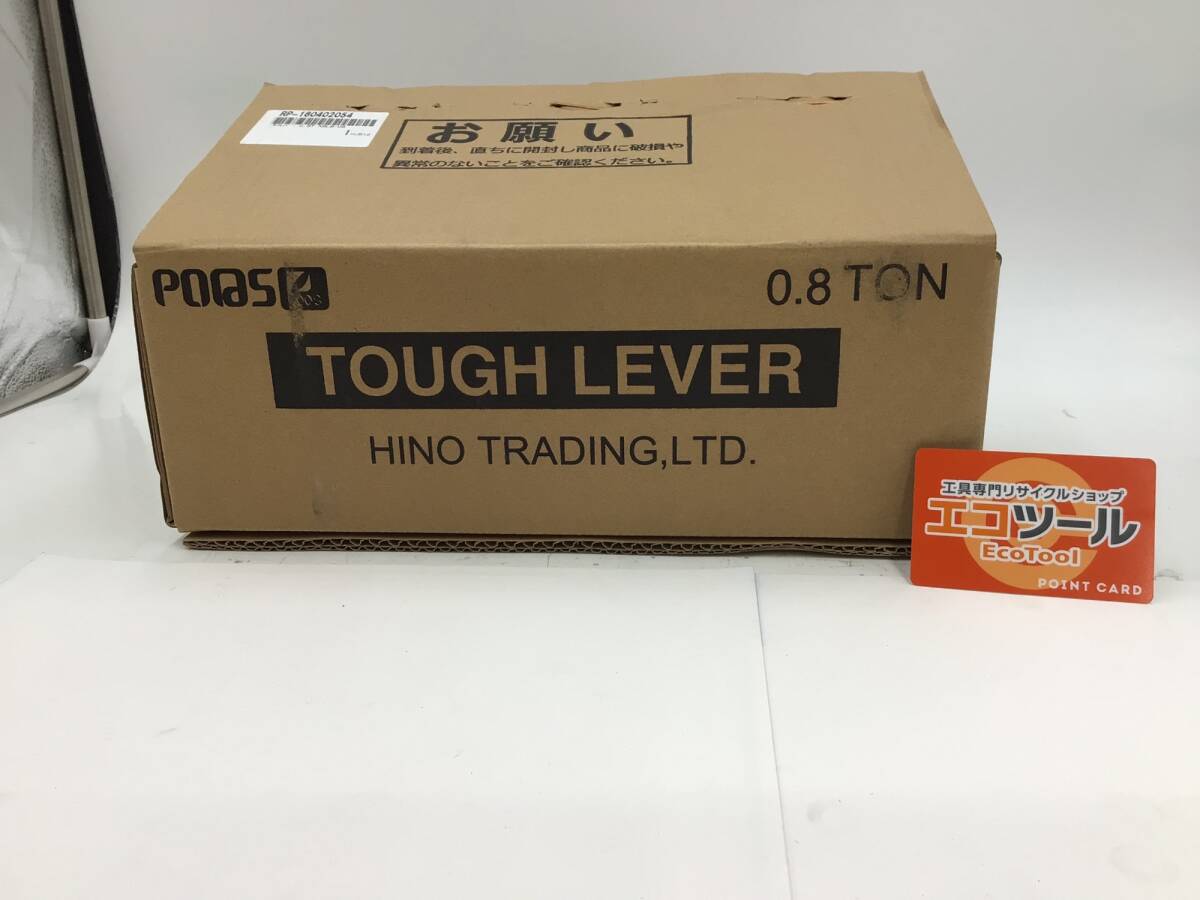 RP-160402054
お願い
到着後、直ちに開封し商品に破損や
異常のないことをご確認ください。
0.8 TON
TOUGH LEVER
HINO TRADING,LTD.
工具専門リサイクルショップ
エコツール
EcoTool
POINT CARD